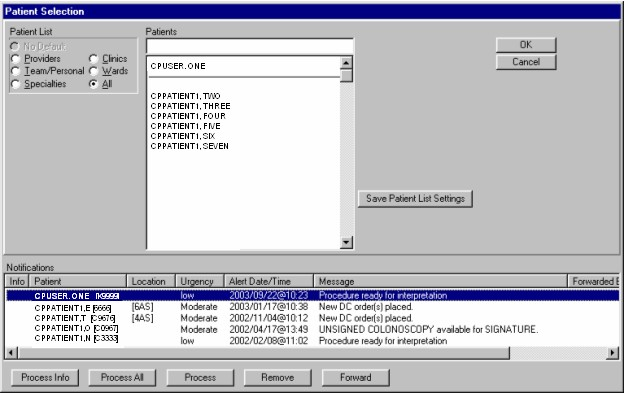 Patient Selection
Patient List
No Default
Providers
Clinics
Team/Personal
Wards
Specialties
All
Patients
CPUSER.ONE
CPPATIENT1,TWO
CPPATIENT1,THREE
CPPATIENT1,FOUR
CPPATIENT1,FIVE
CPPATIENT1,SIX
CPPATIENT1,SEVEN
OK
Cancel
Save Patient List Settings
Notifications
Info Patient Location Urgency Alert Date/Time Message Forwarded B
CPUSER.ONE [K9999] low 2003/09/22@10:23 Procedure ready for interpretation
CPPATIENT1,E [6666] [6AS] Moderate 2003/01/17@10:38 New DC order(s) placed.
CPPATIENT,T [C9676] [4AS] Moderate 2002/11/04@10:12 New DC order(s) placed.
CPPATIENT1,O [C0967] Moderate 2002/04/17@13:49 UNSIGNED COLONOSCOPY available for SIGNATURE.
CPPATIENT1,N [C3333] low 2002/02/08@11:02 Procedure ready for interpretation
Process Info Process All Process Remove Forward